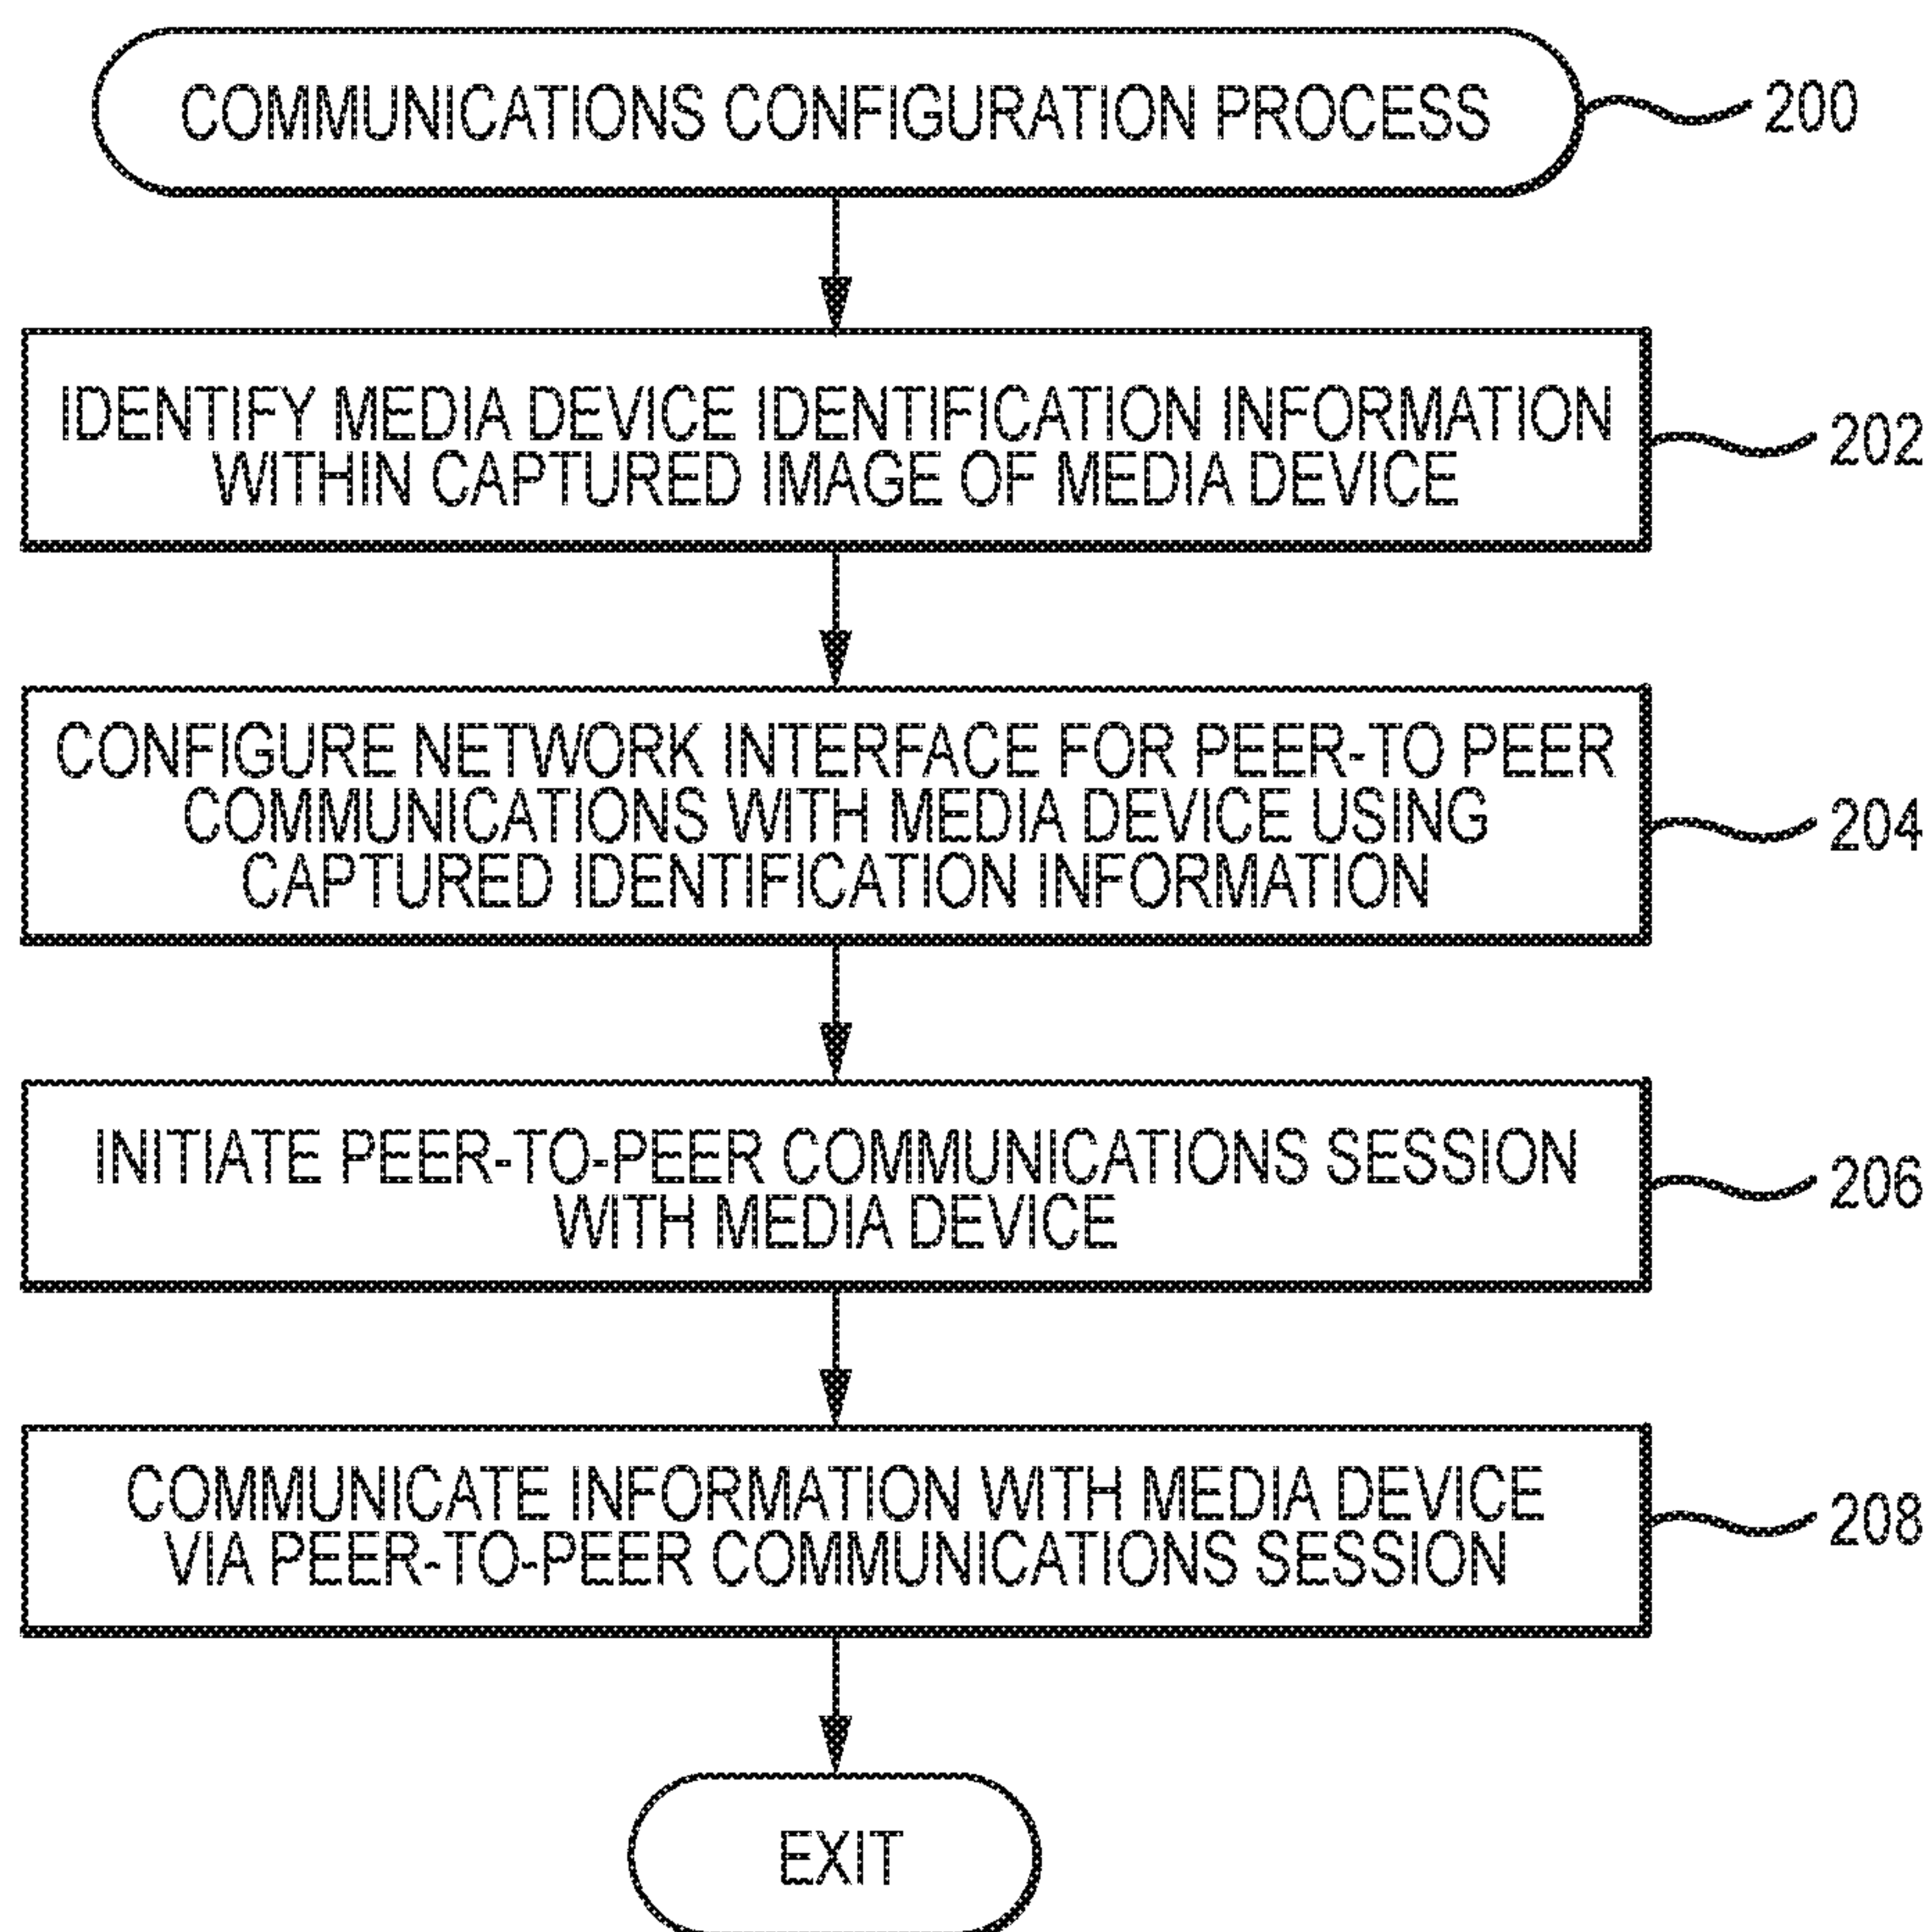 COMMUNICATIONS CONFIGURATION PROCESS
200
IDENTIFY MEDIA DEVICE IDENTIFICATION INFORMATION
WITHIN CAPTURED IMAGE OF MEDIA DEVICE
202
CONFIGURE NETWORK INTERFACE FOR PEER-TO PEER
COMMUNICATIONS WITH MEDIA DEVICE USING
CAPTURED IDENTIFICATION INFORMATION
204
INITIATE PEER-TO-PEER COMMUNICATIONS SESSION
WITH MEDIA DEVICE
206
COMMUNICATE INFORMATION WITH MEDIA DEVICE
VIA PEER-TO-PEER COMMUNICATIONS SESSION
208
EXIT